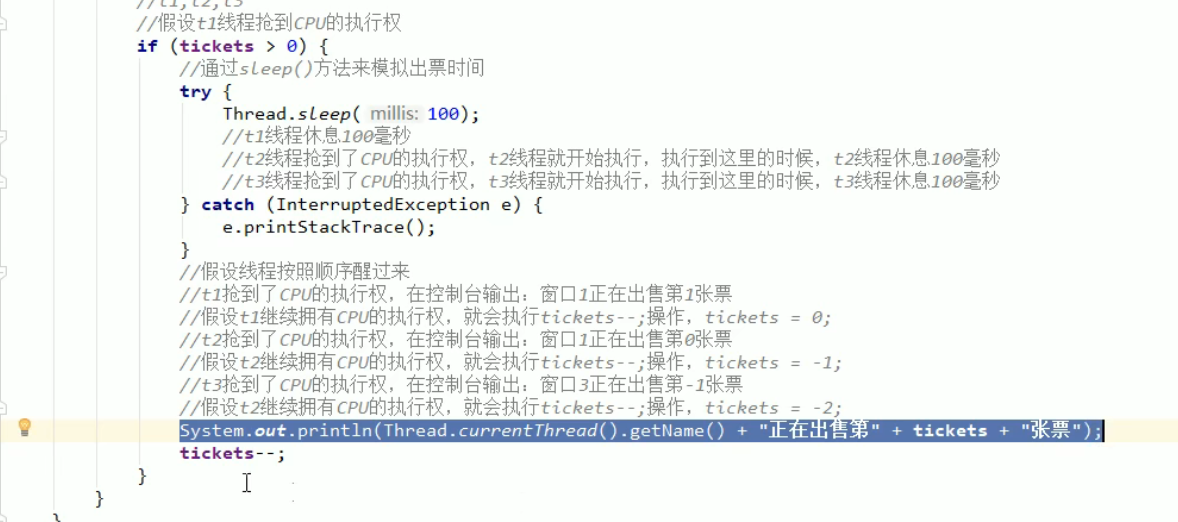 //t1,t2,t3
//假设t1线程抢到CPU的执行权
if (tickets > 0) {
//通过sleep()方法来模拟出票时间
try {
Thread.sleep( millis: 100);
//t1线程休息100毫秒
//t2线程抢到了CPU的执行权，t2线程就开始执行，执行到这里的时候，t2线程休息100毫秒
//t3线程抢到了CPU的执行权，t3线程就开始执行，执行到这里的时候，t3线程休息100毫秒
} catch (InterruptedException e) {
e.printStackTrace();
}
//假设线程按照顺序醒过来
//t1抢到了CPU的执行权，在控制台输出：窗口1正在出售第1张票
//假设t1继续拥有CPU的执行权，就会执行tickets--;操作，tickets = 0;
//t2抢到了CPU的执行权，在控制台输出：窗口1正在出售第0张票
//假设t2继续拥有CPU的执行权，就会执行tickets--;操作，tickets = -1;
//t3抢到了CPU的执行权，在控制台输出：窗口3正在出售第-1张票
//假设t2继续拥有CPU的执行权，就会执行tickets--;操作，tickets = -2;
System.out.println(Thread.currentThread().getName() + "正在出售第" + tickets + "张票");
tickets--;
}
}
}